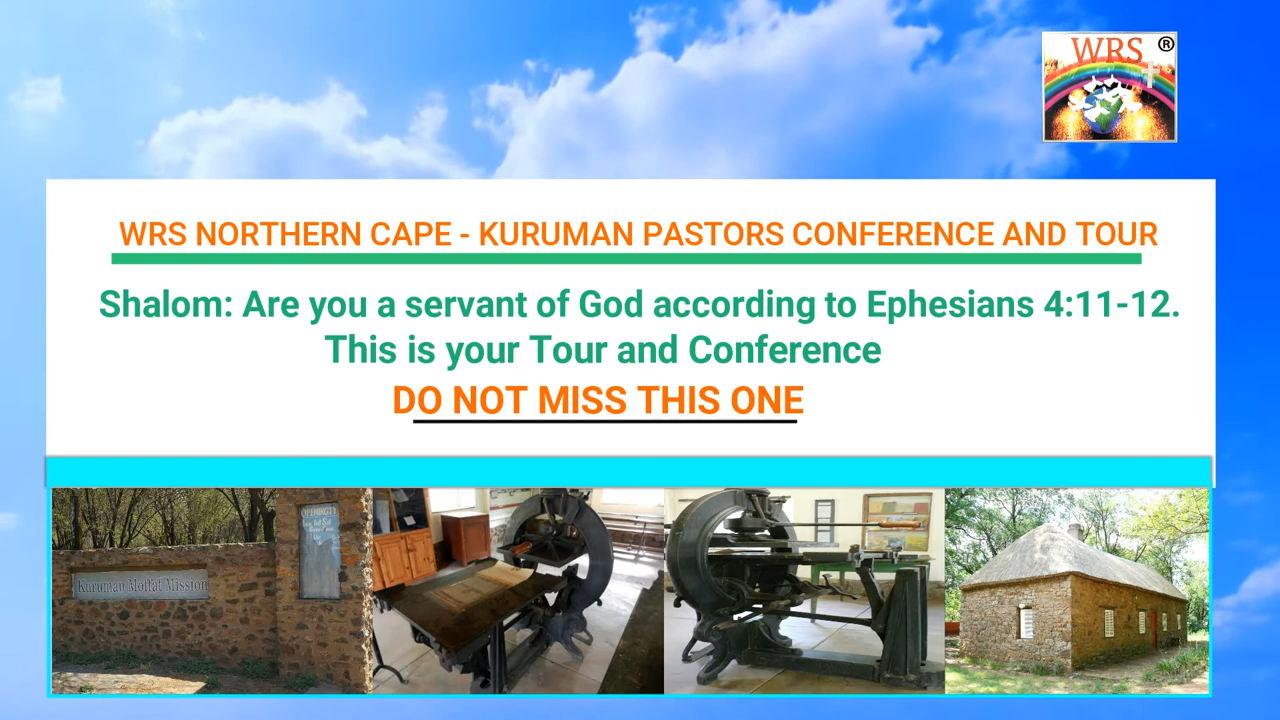 WRS ®
WRS NORTHERN CAPE - KURUMAN PASTORS CONFERENCE AND TOUR
Shalom: Are you a servant of God according to Ephesians 4:11-12.
This is your Tour and Conference
DO NOT MISS THIS ONE
Kuruman Moffat Mission